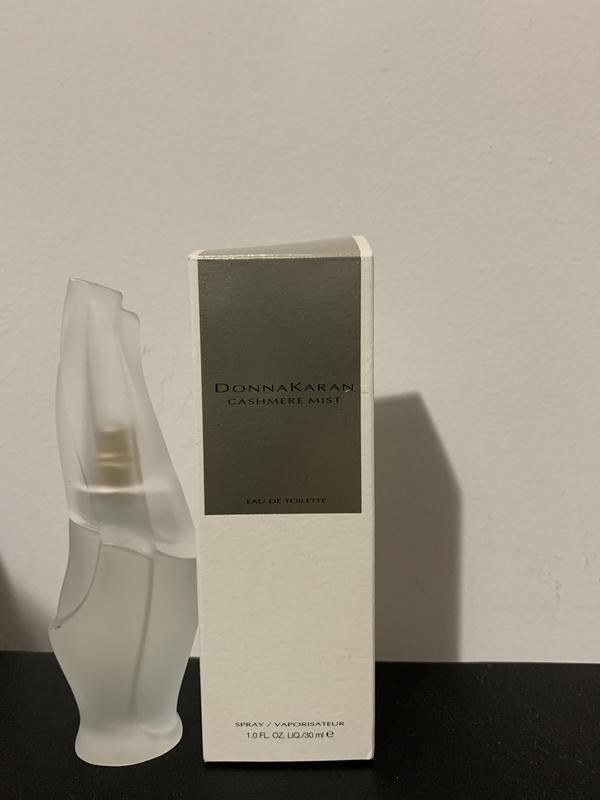 DONNAKARAN
CASHMERE MIST
EAU DE TOILETTE
SPRAY / VAPORISATEUR
1.0 FL. OZ. LIQ./30 ml ℮